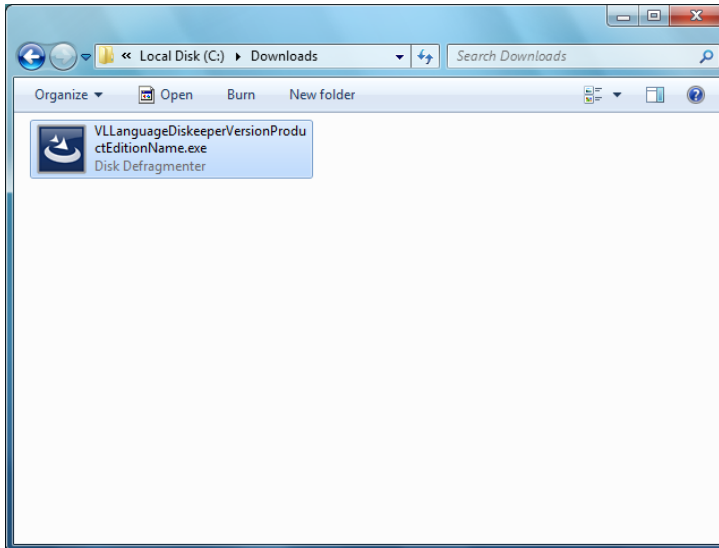 « Local Disk (C:) ▸ Downloads
Search Downloads
Organize Open Burn New folder
VLLanguageDiskeeperVersionProdu
ctEditionName.exe
Disk Defragmenter